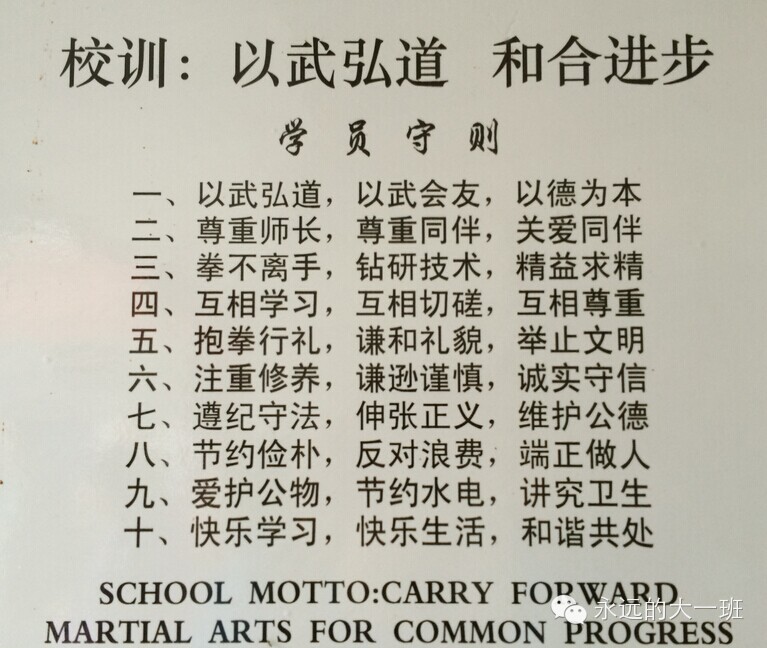 校训：以武弘道 和合进步
学员守则
一、以武弘道，以武会友，以德为本
二、尊重师长，尊重同伴，关爱同伴
三、拳不离手，钻研技术，精益求精
四、互相学习，互相切磋，互相尊重
五、抱拳行礼，谦和礼貌，举止文明
六、注重修养，谦逊谨慎，诚实守信
七、遵纪守法，伸张正义，维护公德
八、节约俭朴，反对浪费，端正做人
九、爱护公物，节约水电，讲究卫生
十、快乐学习，快乐生活，和谐共处
SCHOOL MOTTO:CARRY FORWARD
MARTIAL ARTS FOR COMMON PROGRESS
永远的大一班